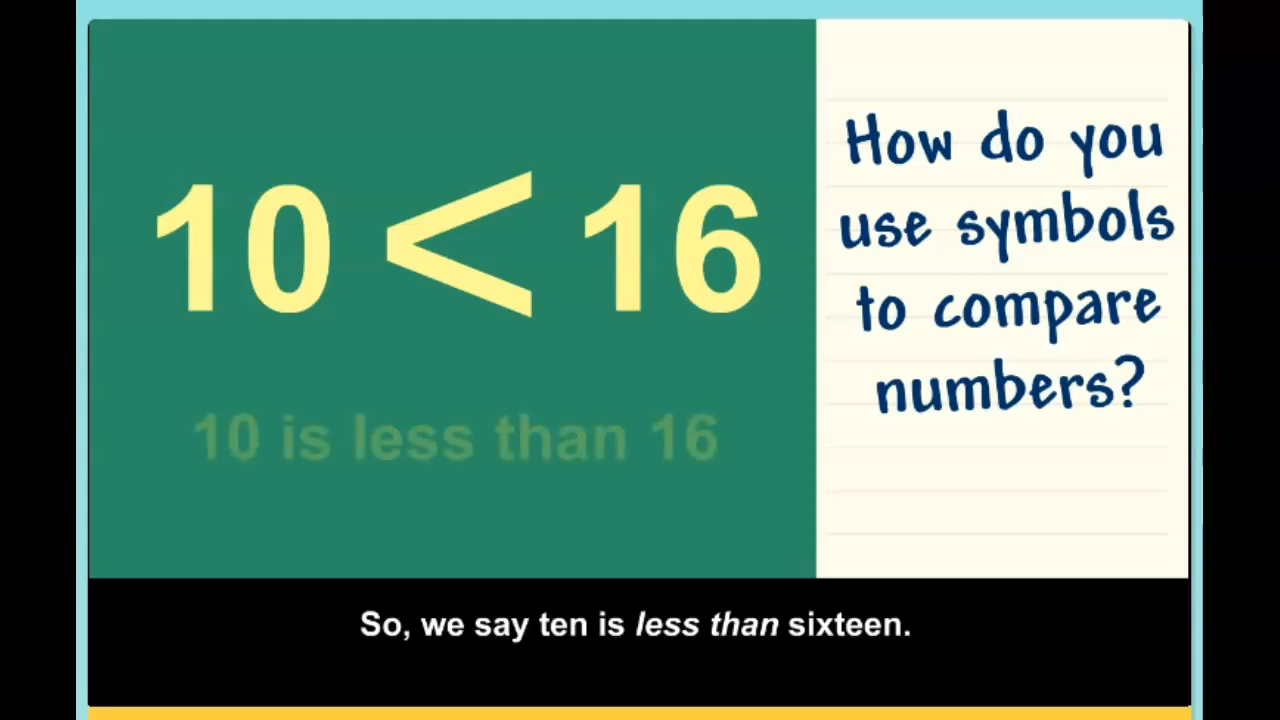 10 < 16
10 is less than 16
How do you
use symbols
to compare
numbers?
So, we say ten is less than sixteen.